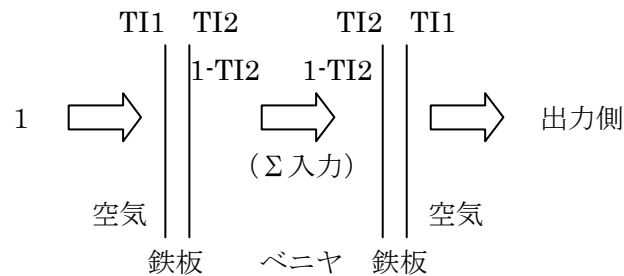 TI1 TI2 TI2 TI1
1-TI2 1-TI2
1 出力側
(Σ入力)
空気 空気
鉄板 ベニヤ 鉄板